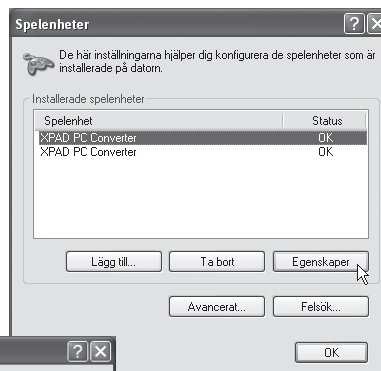 Spelenheter
De här inställningarna hjälper dig konfigurera de spelenheter som är
installerade på datorn.
Installerade spelenheter
Spelenhet Status
XPAD PC Converter OK
XPAD PC Converter OK
Lägg till... Ta bort Egenskaper
Avancerat... Felsök...
OK